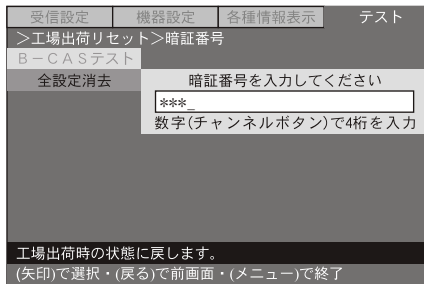 受信設定 機器設定 各種情報表示 テスト
＞工場出荷リセット＞暗証番号
B－CASテスト
全設定消去
暗証番号を入力してください
***_
数字(チャンネルボタン)で4桁を入力
工場出荷時の状態に戻します。
(矢印)で選択・(戻る)で前画面・(メニュー)で終了